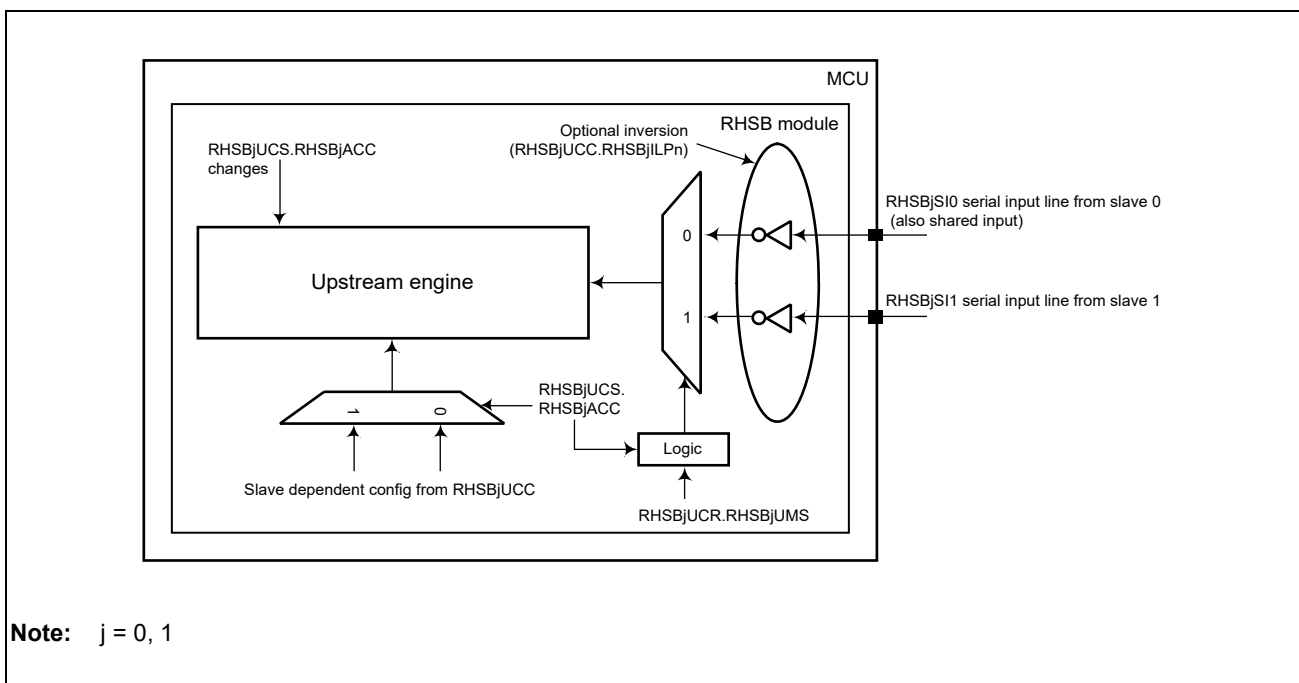 MCU
RHSB module
Optional inversion
(RHSBjUCC.RHSBjILPn)
RHSBjUCS.RHSBjACC
changes
RHSBjSI0 serial input line from slave 0
(also shared input)
0
Upstream engine
RHSBjSI1 serial input line from slave 1
1
RHSBjUCS.
RHSBjACC
1 0
Logic
Slave dependent config from RHSBjUCC
RHSBjUCR.RHSBjUMS
Note: j = 0, 1